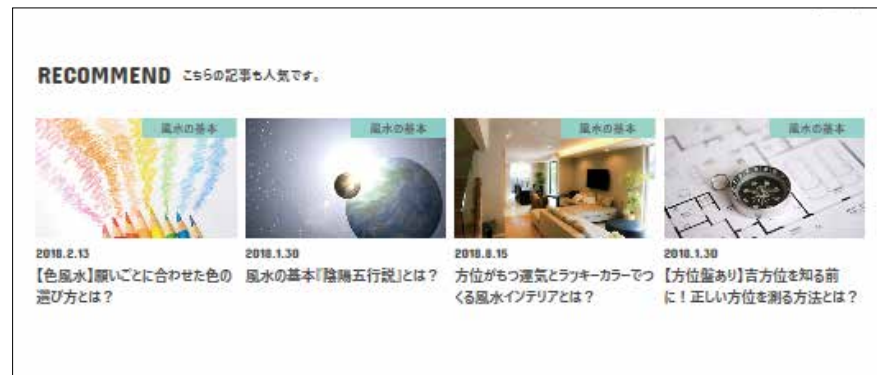 RECOMMEND こちらの記事も人気です。
風水の基本
風水の基本
風水の基本
風水の基本
2018.2.13
【色風水】願いごとに合わせた色の
選び方とは？
2018.1.30
風水の基本『陰陽五行説』とは？
2018.8.15
方位がもつ運気とラッキーカラーでつ
くる風水インテリアとは？
2018.1.30
【方位盤あり】吉方位を知る前
に！正しい方位を測る方法とは？